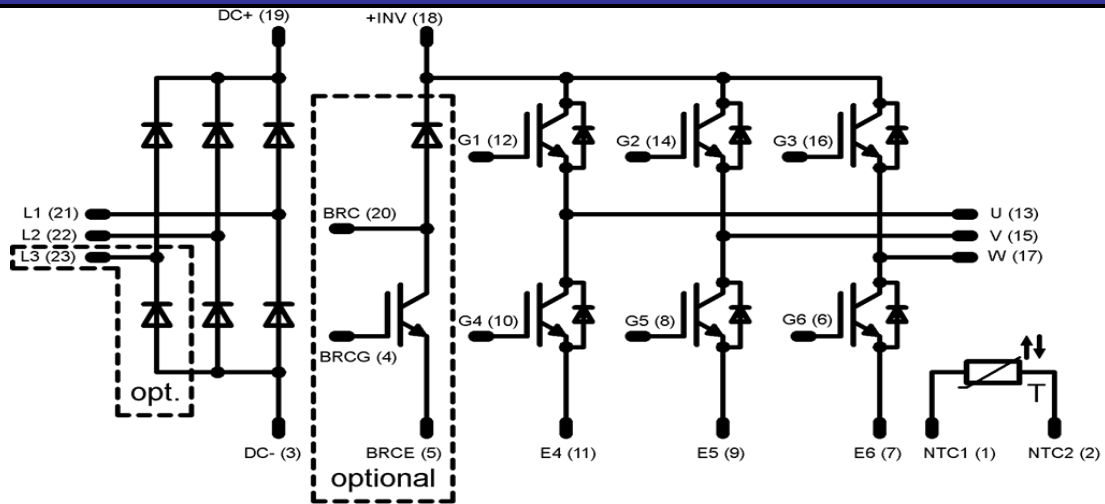 DC+ (19)
+INV (18)
G1 (12)
G2 (14)
G3 (16)
L1 (21)
BRC (20)
U (13)
L2 (22)
V (15)
L3 (23)
W (17)
G4 (10)
G5 (8)
G6 (6)
BRCG (4)
opt.
T
DC- (3)
BRCE (5)
E4 (11)
E5 (9)
E6 (7)
NTC1 (1)
NTC2 (2)
optional